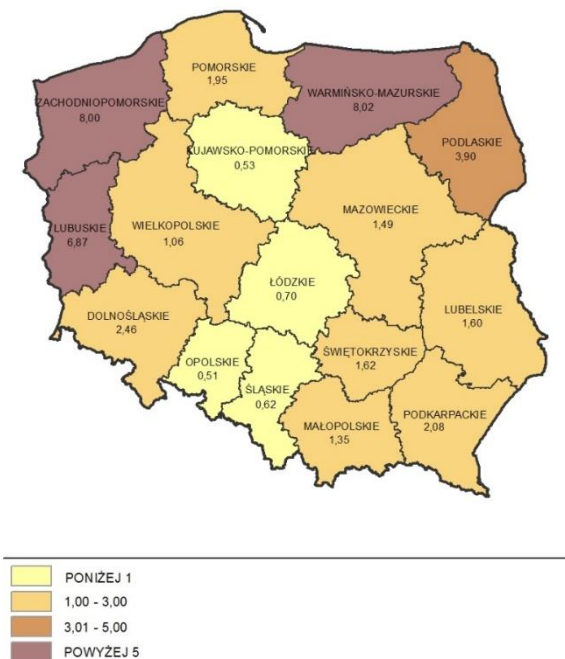 POMORSKIE
1,95
ZACHODNIOPOMORSKIE
8,00
WARMIŃSKO-MAZURSKIE
8,02
PODLASKIE
3,90
KUJAWSKO-POMORSKIE
0,53
LUBUSKIE
6,87
WIELKOPOLSKIE
1,06
MAZOWIECKIE
1,49
ŁÓDZKIE
0,70
LUBELSKIE
1,60
DOLNOŚLĄSKIE
2,46
OPOLSKIE
0,51
ŚLĄSKIE
0,62
ŚWIĘTOKRZYSKIE
1,62
MAŁOPOLSKIE
1,35
PODKARPACKIE
2,08
PONIŻEJ 1
1,00 - 3,00
3,01 - 5,00
POWYŻEJ 5